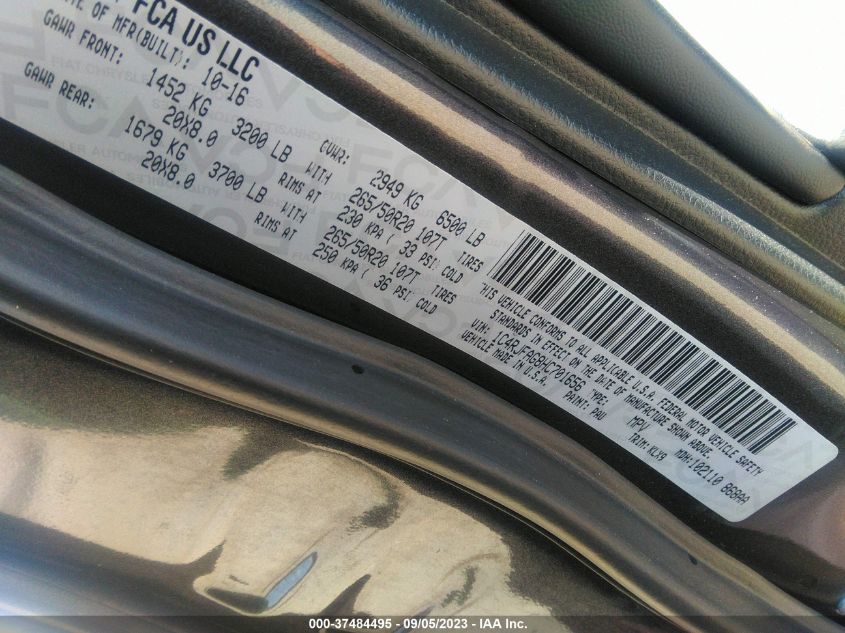 FCA US LLC
OF MFR(BUILT): 10-16
GAWR FRONT: 1452 KG 3200 LB WITH 265/50R20 107T TIRES
20X8.0 RIMS AT 230 KPA ( 33 PSI) COLD
GAWR REAR: 1679 KG 3700 LB WITH 265/50R20 107T TIRES
20X8.0 RIMS AT 250 KPA ( 36 PSI) COLD
GVWR: 2949 KG 6500 LB
THIS VEHICLE CONFORMS TO ALL APPLICABLE U.S.A. FEDERAL MOTOR VEHICLE SAFETY
STANDARDS IN EFFECT ON THE DATE OF MANUFACTURE SHOWN ABOVE.
VIN: 1C4RJFAG8HC701656 TYPE: MPV MDH:102110 868AA
VEHICLE MADE IN U.S.A. PAINT: PAU TRIM: KLX9
000-37484495 - 09/05/2023 - IAA Inc.